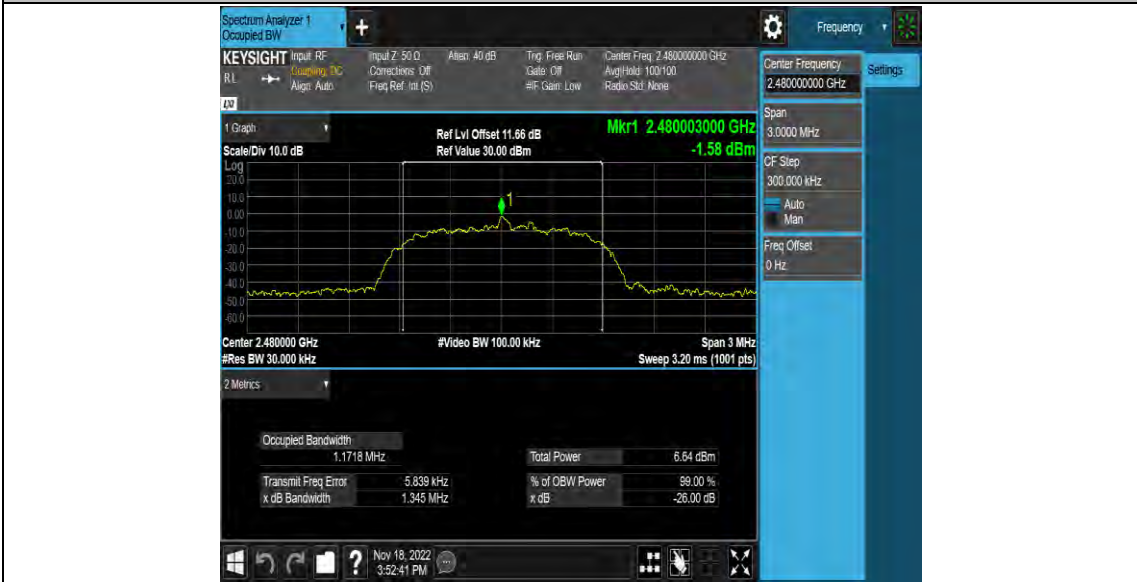 Spectrum Analyzer 1
Occupied BW
+
Frequency
KEYSIGHT
Input: RF
Coupling: DC
Align: Auto
RL
Input Z: 50 Ω
Corrections: Off
Freq Ref: Int (S)
Atten: 40 dB
Trig: Free Run
Gate: Off
#IF Gain: Low
Center Freq: 2.480000000 GHz
Avg|Hold: 100/100
Radio Std: None
Center Frequency
2.480000000 GHz
Settings
Span
3.0000 MHz
CF Step
300.000 kHz
Auto
Man
Freq Offset
0 Hz
1 Graph
Scale/Div 10.0 dB
Ref Lvl Offset 11.66 dB
Ref Value 30.00 dBm
Mkr1 2.480003000 GHz
-1.58 dBm
Log
20.0
10.0
0.00
-10.0
-20.0
-30.0
-40.0
-50.0
-60.0
1
Center 2.480000 GHz
#Res BW 30.000 kHz
#Video BW 100.00 kHz
Span 3 MHz
Sweep 3.20 ms (1001 pts)
2 Metrics
Occupied Bandwidth
1.1718 MHz
Total Power 6.64 dBm
Transmit Freq Error 5.839 kHz
% of OBW Power 99.00 %
x dB Bandwidth 1.345 MHz
x dB -26.00 dB
?
Nov 18, 2022
3:52:41 PM